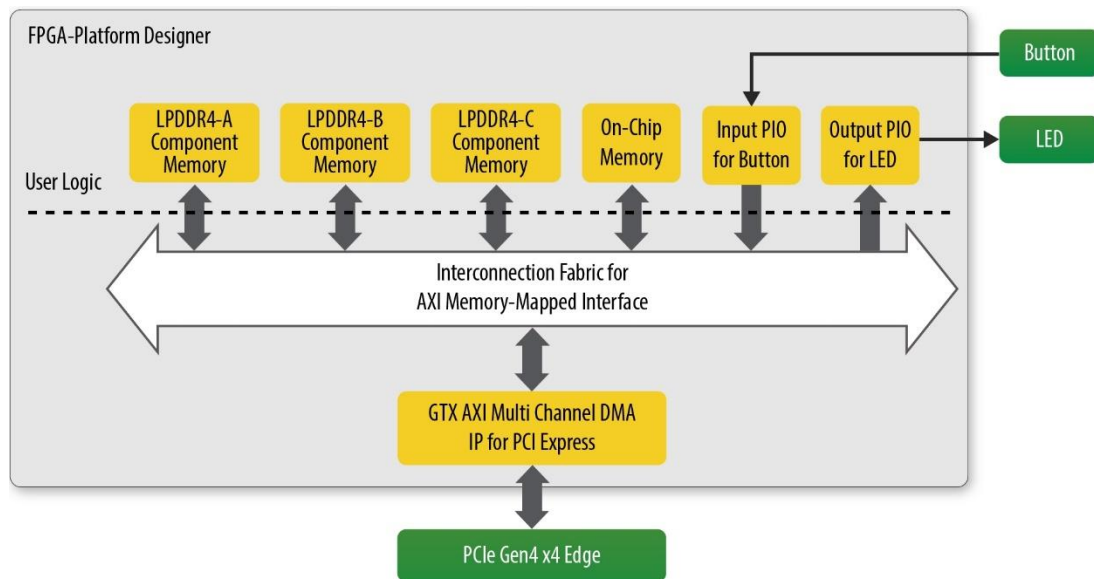 FPGA-Platform Designer
Button
LPDDR4-A
Component
Memory
LPDDR4-B
Component
Memory
LPDDR4-C
Component
Memory
On-Chip
Memory
Input PIO
for Button
Output PIO
for LED
LED
User Logic
Interconnection Fabric for
AXI Memory-Mapped Interface
GTX AXI Multi Channel DMA
IP for PCI Express
PCIe Gen4 x4 Edge